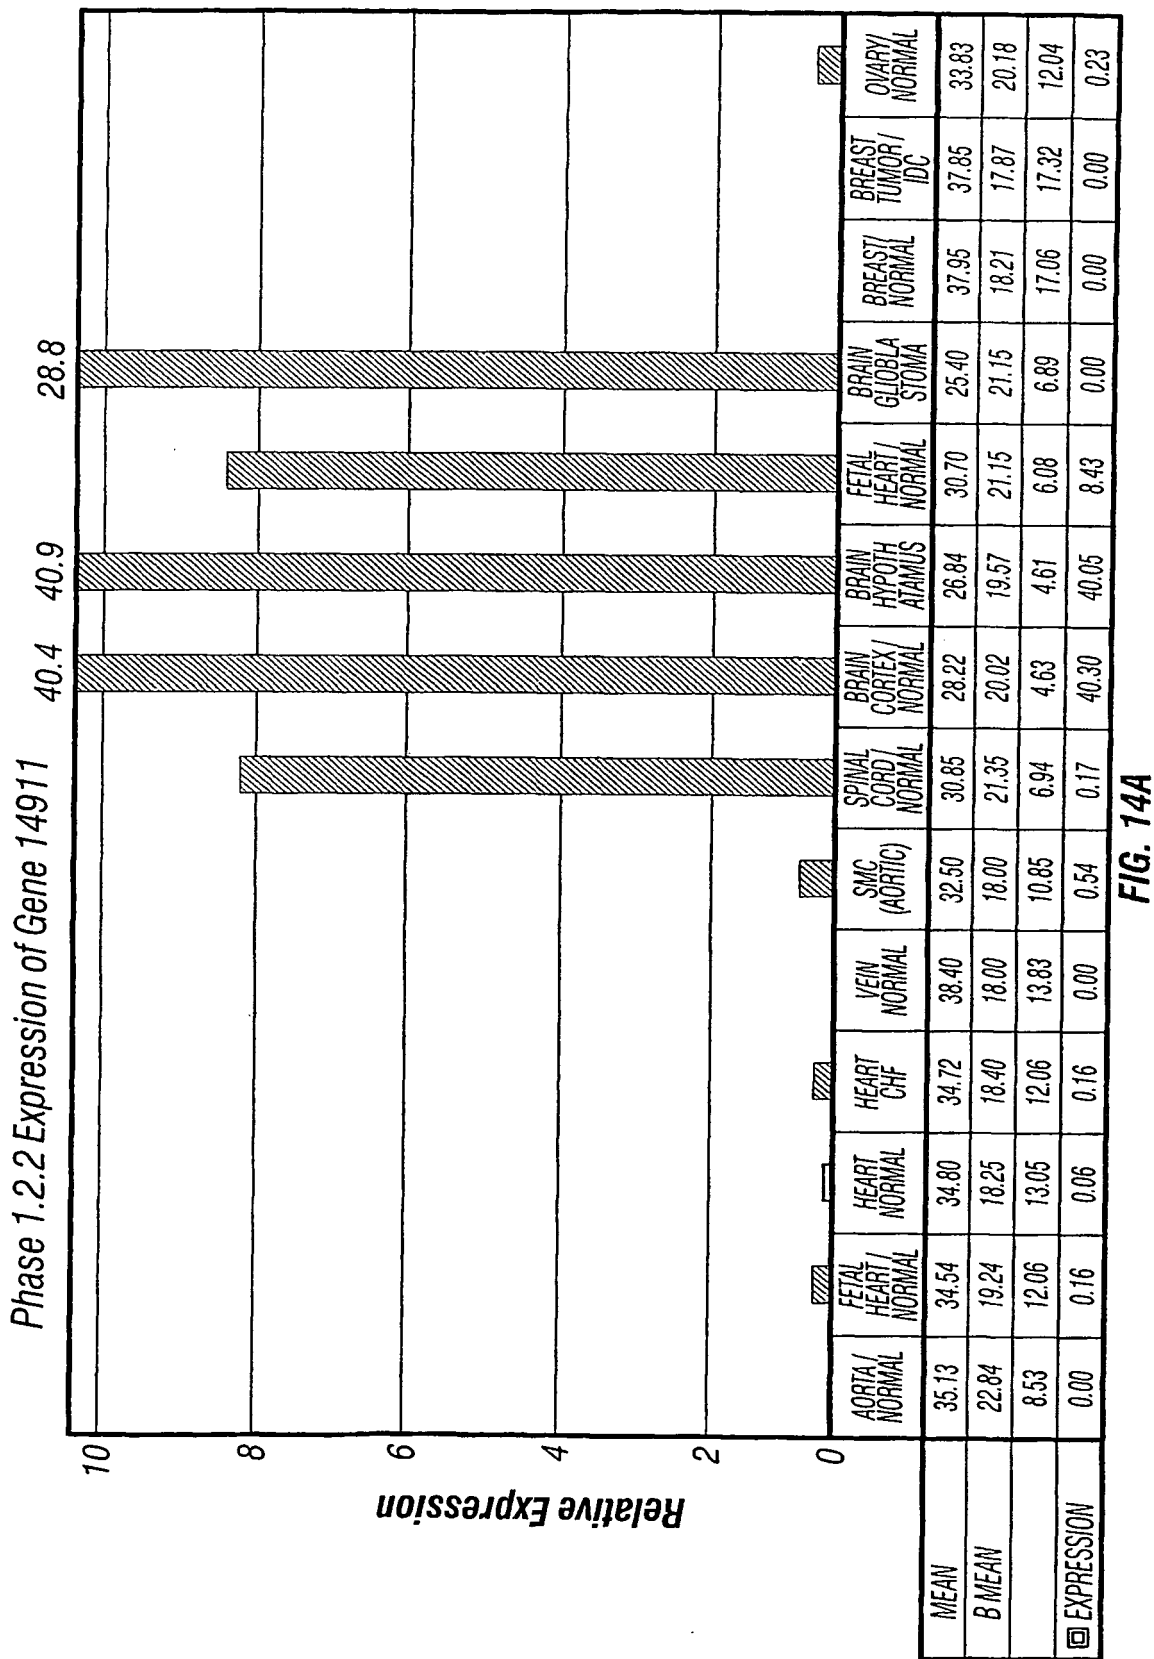 Phase 1.2.2 Expression of Gene 14911
40.4 40.9 28.8
10
8
6
4
2
0
Relative Expression
AORTA / NORMAL
FETAL HEART / NORMAL
HEART NORMAL
HEART CHF
VEIN NORMAL
SMC (AORTIC)
SPINAL CORD / NORMAL
BRAIN CORTEX / NORMAL
BRAIN HYPOTH ATAMUS
FETAL HEART / NORMAL
BRAIN GLIOBLA STOMA
BREAST/ NORMAL
BREAST TUMOR / IDC
OVARY/ NORMAL
MEAN 35.13 34.54 34.80 34.72 38.40 32.50 30.85 28.22 26.84 30.70 25.40 37.95 37.85 33.83
B MEAN 22.84 19.24 18.25 18.40 18.00 18.00 21.35 20.02 19.57 21.15 21.15 18.21 17.87 20.18
8.53 12.06 13.05 12.06 13.83 10.85 6.94 4.63 4.61 6.08 6.89 17.06 17.32 12.04
EXPRESSION 0.00 0.16 0.06 0.16 0.00 0.54 0.17 40.30 40.05 8.43 0.00 0.00 0.00 0.23
FIG. 14A